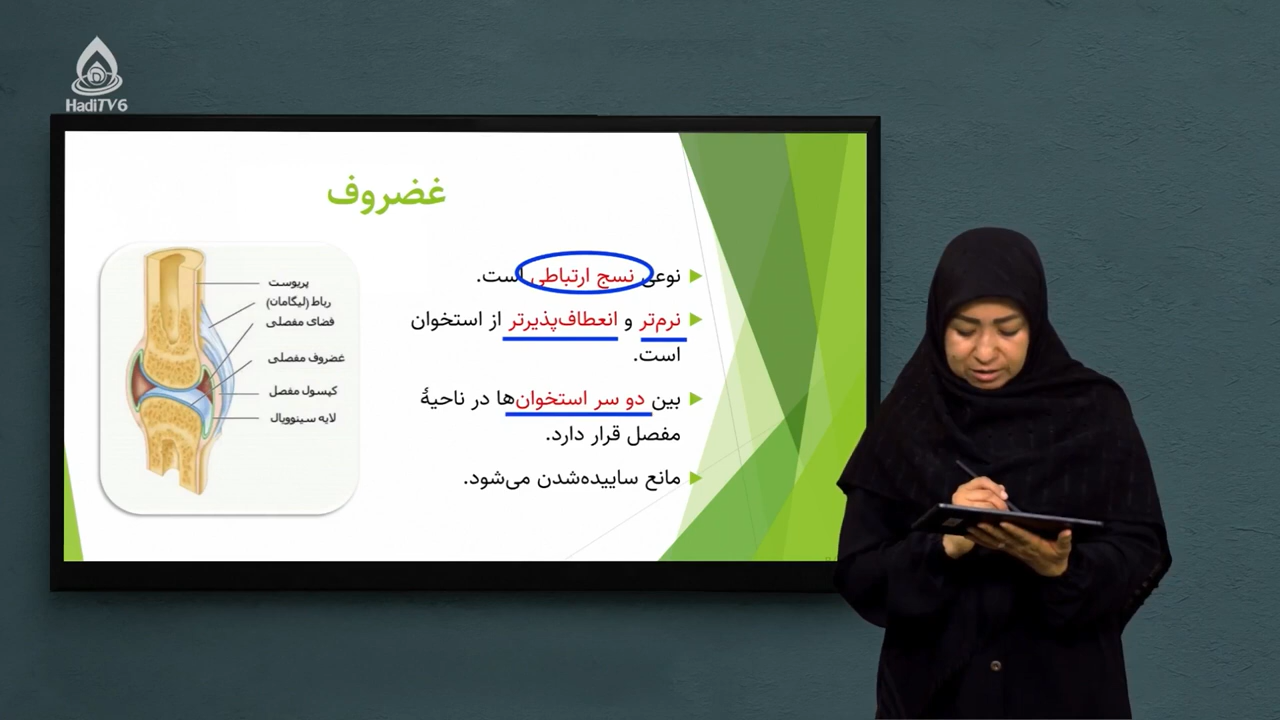 HadiTV6
غضروف
نوعی نسج ارتباطی است.
نرم‌تر و انعطاف‌پذیرتر از استخوان
است.
بین دو سر استخوان‌ها در ناحیهٔ
مفصل قرار دارد.
مانع ساییده‌شدن می‌شود.
پریوست
رباط (لیگامان)
فضای مفصلی
غضروف مفصلی
کپسول مفصل
لایه سینوویال